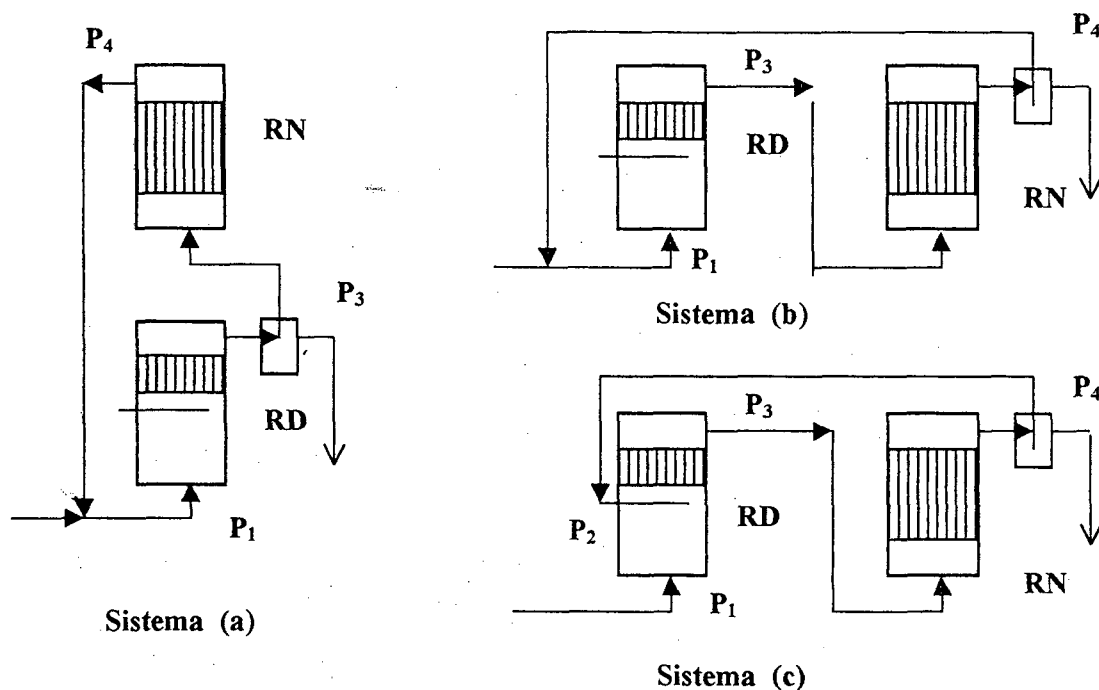 P₄
RN
P₃
RD
P₁
Sistema (a)
P₄
P₃
RD
RN
P₁
Sistema (b)
P₄
P₃
P₂
RD
RN
P₁
Sistema (c)